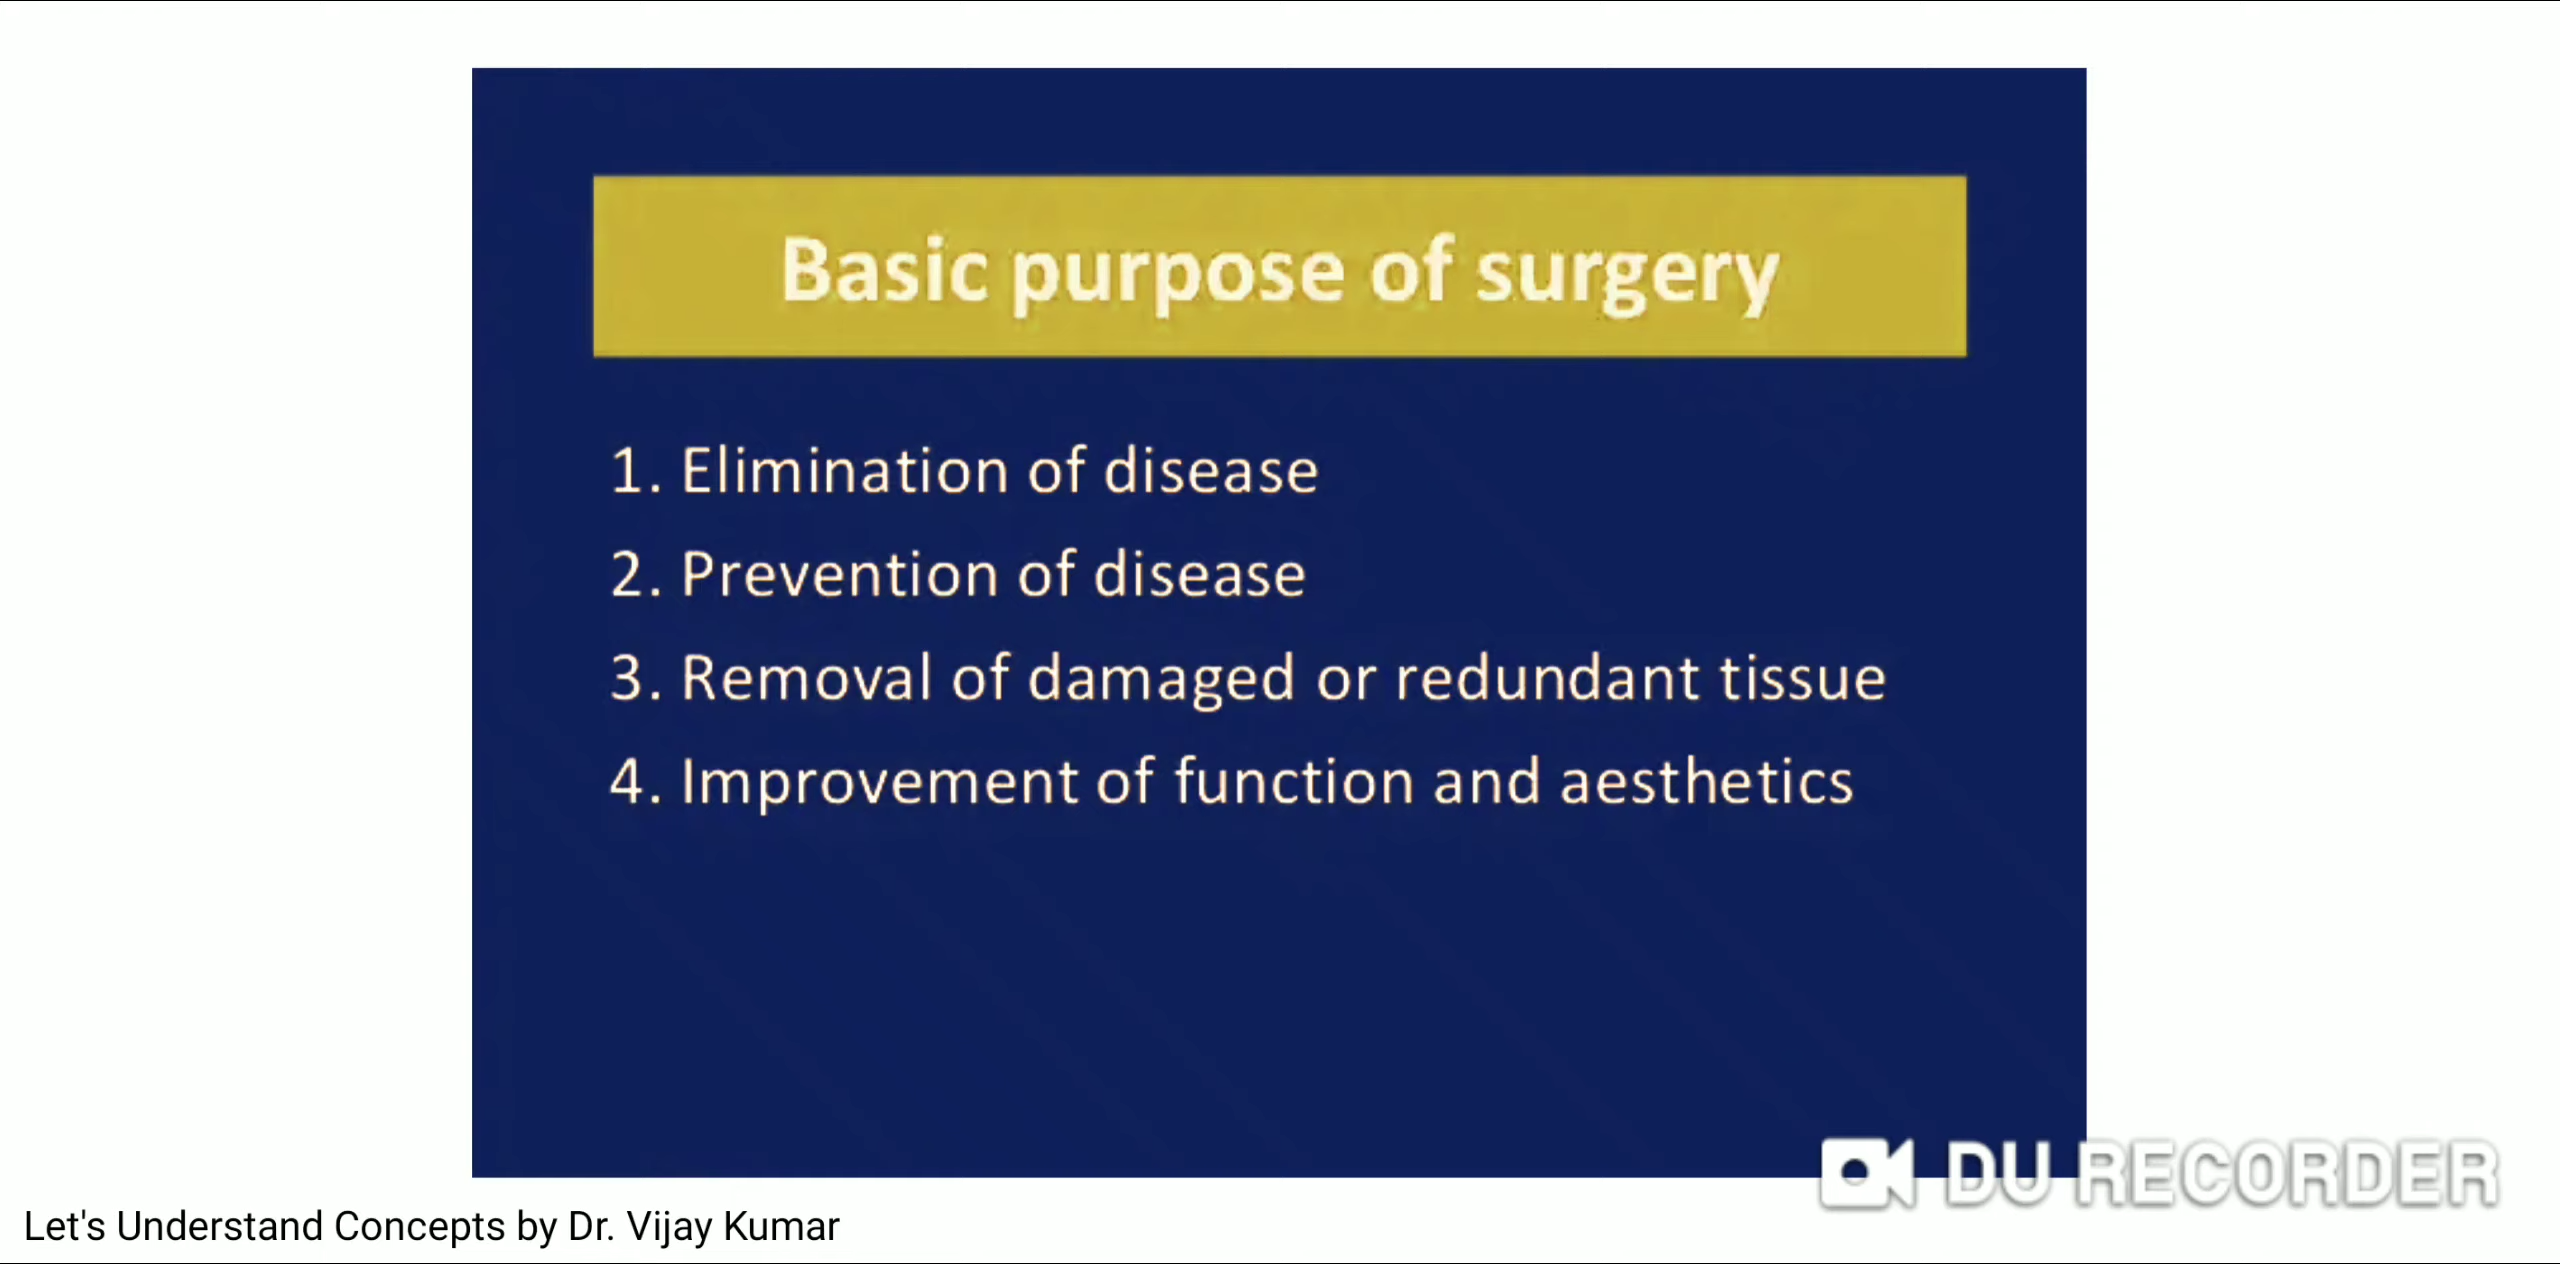 Basic purpose of surgery
1. Elimination of disease
2. Prevention of disease
3. Removal of damaged or redundant tissue
4. Improvement of function and aesthetics
DU RECORDER
Let's Understand Concepts by Dr. Vijay Kumar